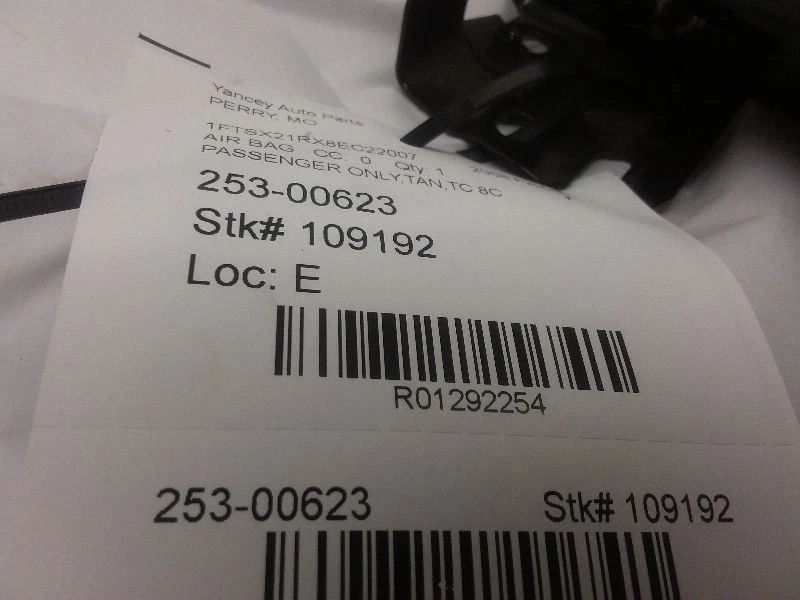 Yancey Auto Parts
PERRY, MO
1FTSX21RX8EC22007
AIR BAG CC: 0 Qty: 1 2008
PASSENGER ONLY,TAN,TC 8C
253-00623
Stk# 109192
Loc: E
R01292254
253-00623 Stk# 109192